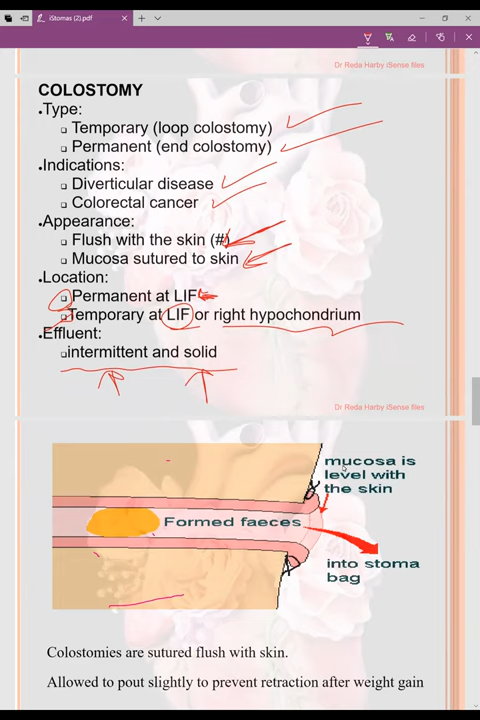 iStomas (2).pdf
Dr Reda Harby iSense files
COLOSTOMY
•Type:
❑ Temporary (loop colostomy)
❑ Permanent (end colostomy)
•Indications:
❑ Diverticular disease
❑ Colorectal cancer
•Appearance:
❑ Flush with the skin (#)
❑ Mucosa sutured to skin
•Location:
❑Permanent at LIF
❑Temporary at LIF or right hypochondrium
•Effluent:
❑intermittent and solid
Dr Reda Harby iSense files
mucosa is
level with
the skin
Formed faeces
into stoma
bag
Colostomies are sutured flush with skin.
Allowed to pout slightly to prevent retraction after weight gain